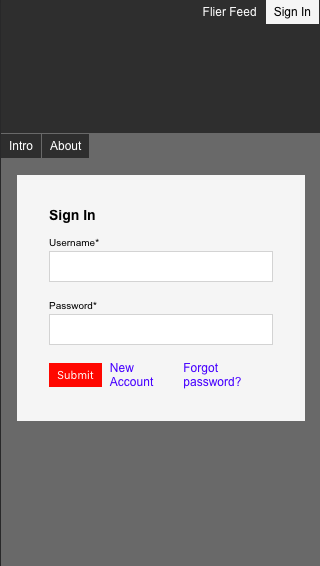 Flier Feed Sign In
Intro About
Sign In
Username*
Password*
Submit New Account Forgot password?